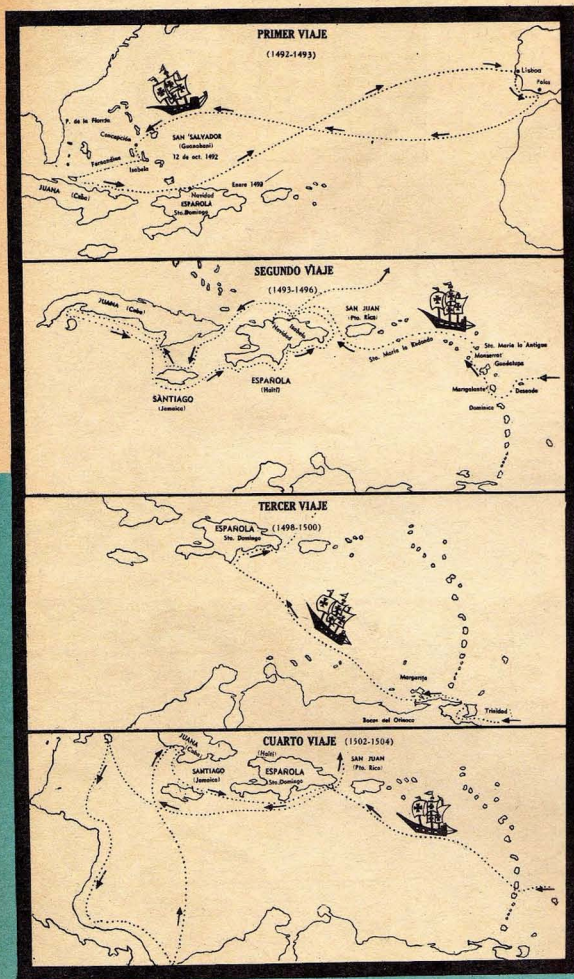 PRIMER VIAJE
(1492-1493)
Lisboa
Palos
P. de la Florida
Concepción
SAN SALVADOR
(Guanahani)
12 de oct. 1492
Fernandina
Isabela
JUANA
(Cuba)
Enero 1493
Navidad
ESPAÑOLA
Sto. Domingo
SEGUNDO VIAJE
(1493-1496)
JUANA (Cuba)
SAN JUAN
(Pto. Rico)
Isabela
Navidad
Sta. María la Redonda
Sta. María la Antigua
Monserrat
Guadalupe
ESPAÑOLA
(Haití)
Marigalante
Deseada
SANTIAGO
(Jamaica)
Dominica
TERCER VIAJE
(1498-1500)
ESPAÑOLA
Sto. Domingo
Margarita
Trinidad
Bocas del Orinoco
CUARTO VIAJE (1502-1504)
JUANA
(Cuba)
(Haití)
SAN JUAN
(Pto. Rico)
SANTIAGO
(Jamaica)
ESPAÑOLA
Sto. Domingo